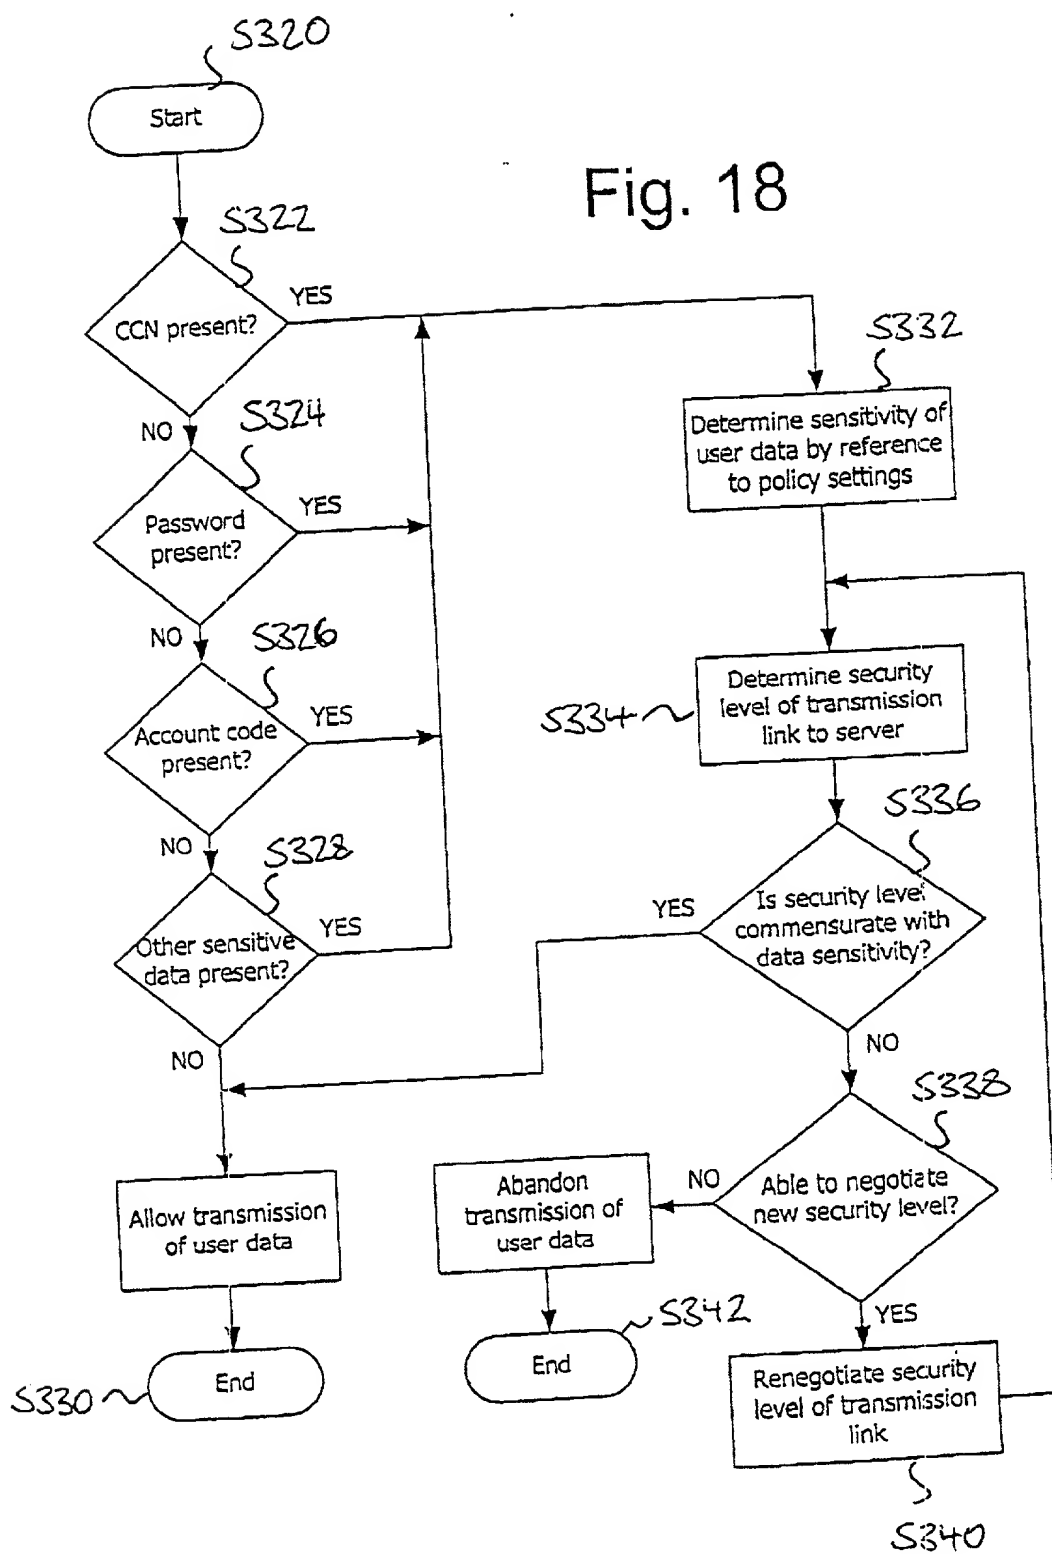 S320
Start
Fig. 18
S322
CCN present?
YES
S332
Determine sensitivity of
user data by reference
to policy settings
NO
S324
Password
present?
YES
NO
S326
Account code
present?
YES
S334
Determine security
level of transmission
link to server
NO
S328
Other sensitive
data present?
YES
S336
Is security level
commensurate with
data sensitivity?
YES
NO
NO
S338
Able to negotiate
new security level?
NO
Abandon
transmission of
user data
Allow transmission
of user data
YES
S342
End
End
S330
Renegotiate security
level of transmission
link
S340